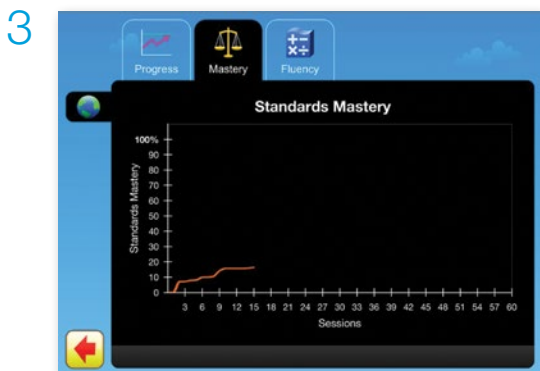 3
Progress
Mastery
Fluency
Standards Mastery
Standards Mastery
100%
90
80
70
60
50
40
30
20
10
0
3 6 9 12 15 18 21 24 27 30 33 36 39 42 45 48 51 54 57 60
Sessions